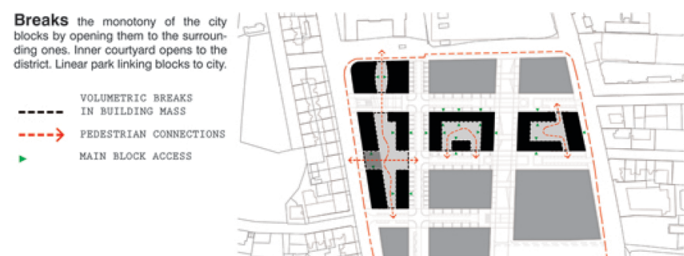 Breaks the monotony of the city
blocks by opening them to the surroun-
ding ones. Inner courtyard opens to the
district. Linear park linking blocks to city.
VOLUMETRIC BREAKS
IN BUILDING MASS
PEDESTRIAN CONNECTIONS
MAIN BLOCK ACCESS